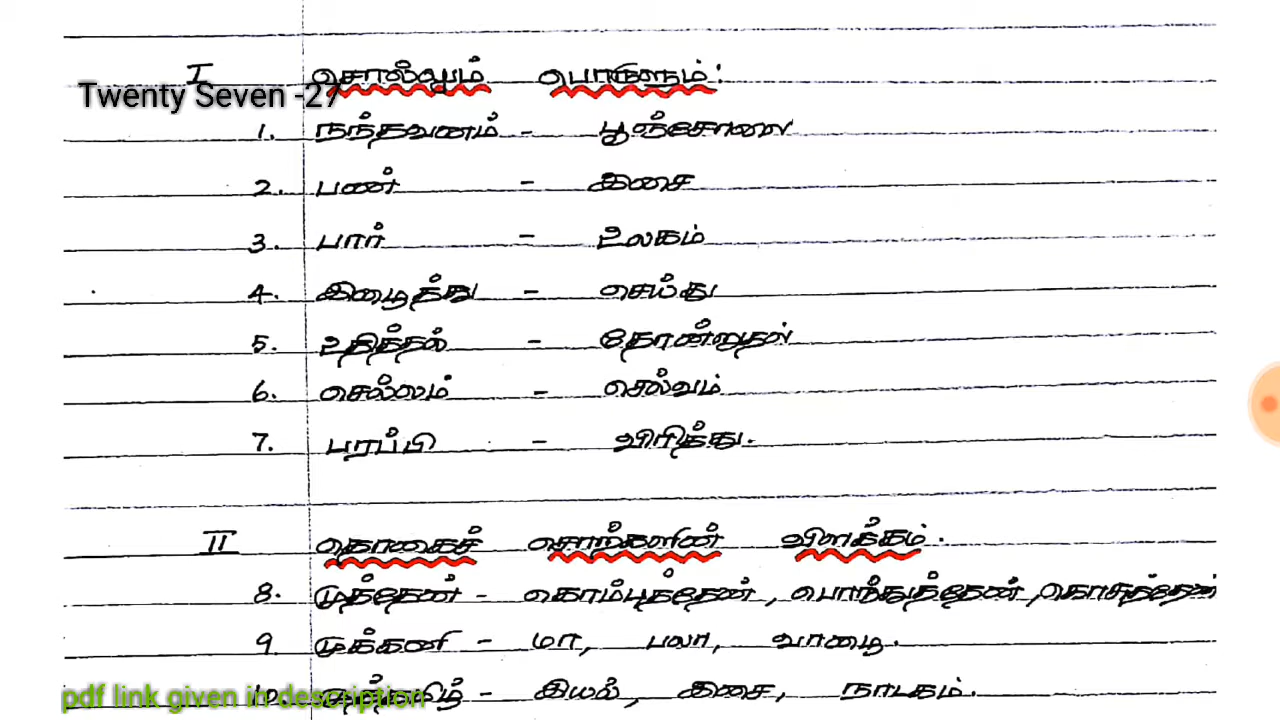 I சொல்லும் பொருளும்:
Twenty Seven -27
1. நந்தவனம் - பூஞ்சோலை
2. பண் - இசை
3. பார் - உலகம்
4. இழைத்து - செய்து
5. உதித்தல் - தோன்றுதல்
6. செல்லம் - செல்வம்
7. பரப்பி - விரித்து.
II தொகைச் சொற்களின் விளக்கம்.
8. முத்தேன் - கொம்புத்தேன், பொந்துத்தேன், கொசுத்தேன்
9 முக்கனி - மா, பலா, வாழை.
10 முத்தமிழ் - இயல், இசை, நாடகம்.
pdf link given in description